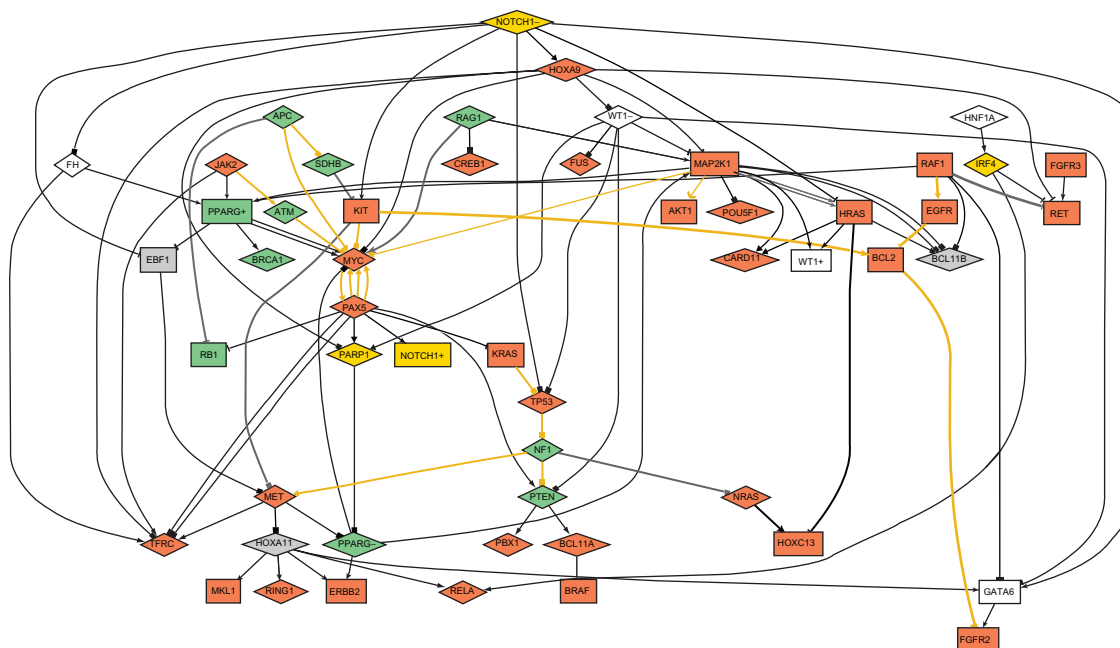 NOTCH1–
HOXA9
APC
RAG1
WT1–
HNF1A
FH
JAK2
SDHB
CREB1
FUS
MAP2K1
RAF1
IRF4
FGFR3
PPARG+
ATM
KIT
AKT1
POU5F1
HRAS
EGFR
RET
EBF1
BRCA1
MYC
CARD11
WT1+
BCL2
BCL11B
PAX5
RB1
PARP1
NOTCH1+
KRAS
TP53
NF1
MET
PTEN
NRAS
TFRC
HOXA11
PPARG–
PBX1
BCL11A
HOXC13
MKL1
RING1
ERBB2
RELA
BRAF
GATA6
FGFR2